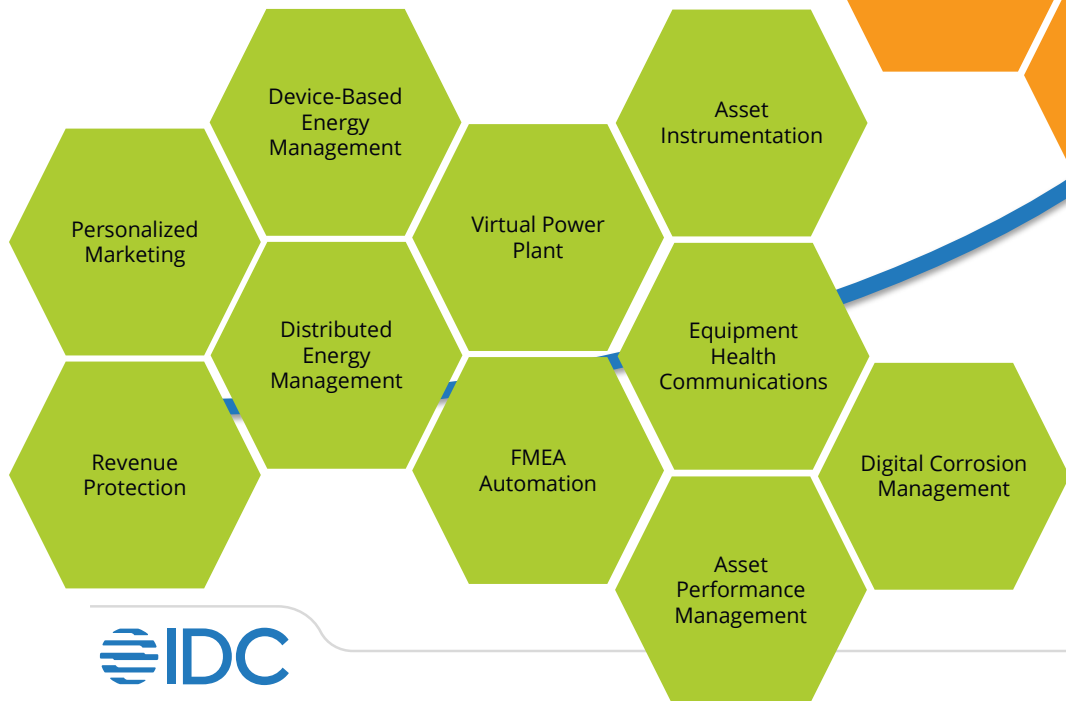 Device-Based
Energy
Management
Asset
Instrumentation
Personalized
Marketing
Virtual Power
Plant
Distributed
Energy
Management
Equipment
Health
Communications
Revenue
Protection
FMEA
Automation
Digital Corrosion
Management
Asset
Performance
Management
IDC